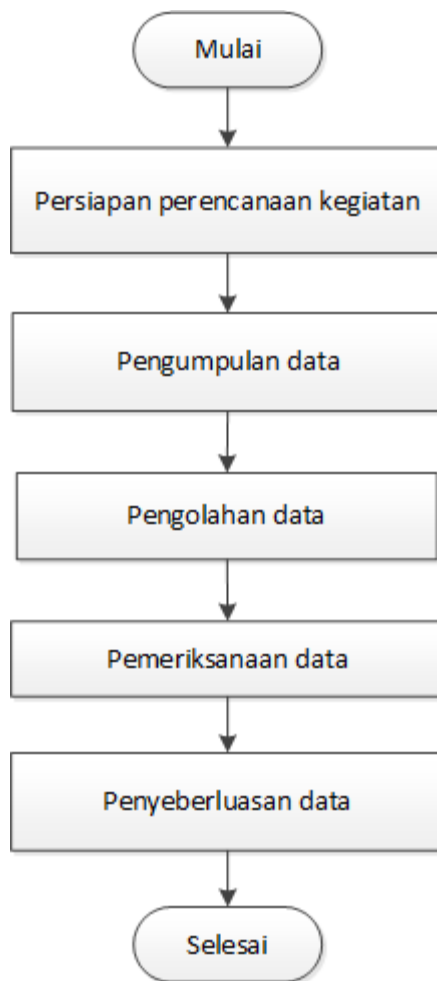 Mulai
Persiapan perencanaan kegiatan
Pengumpulan data
Pengolahan data
Pemeriksanaan data
Penyeberluasan data
Selesai